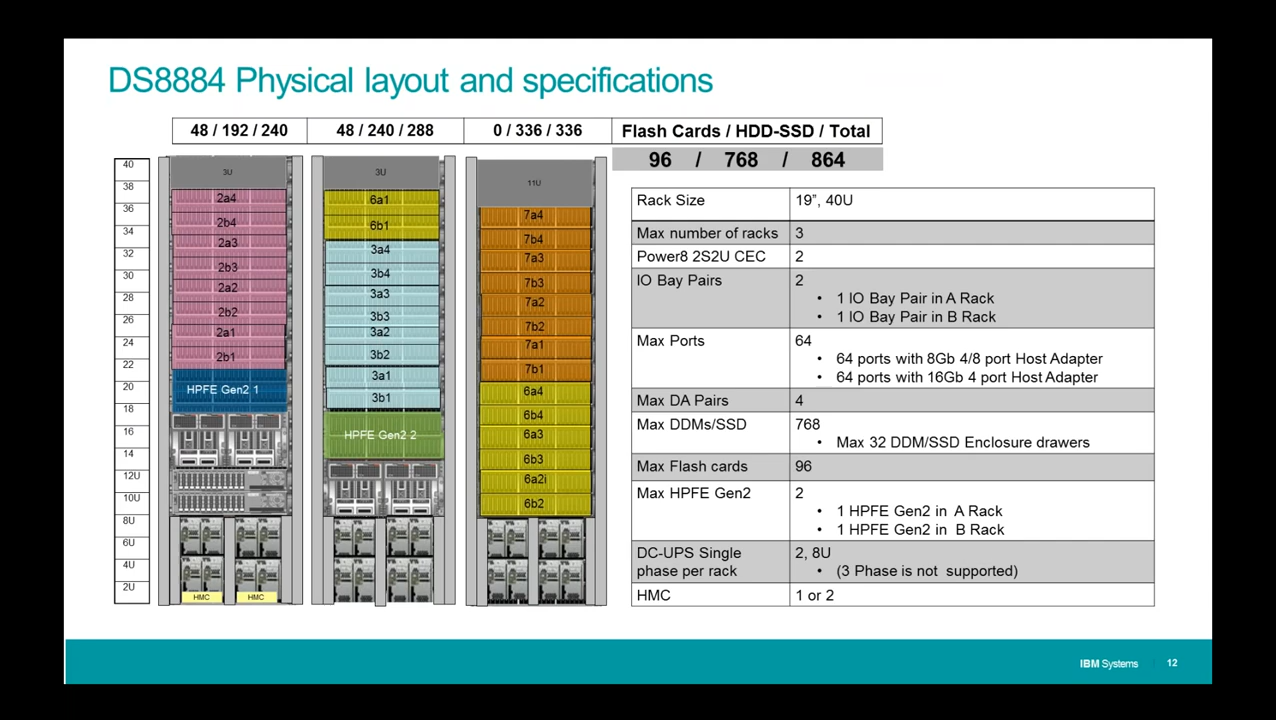 DS8884 Physical layout and specifications
48 / 192 / 240
48 / 240 / 288
0 / 336 / 336
Flash Cards / HDD-SSD / Total
96 / 768 / 864
40
38
36
34
32
30
28
26
24
22
20
18
16
14
12U
10U
8U
6U
4U
2U
3U
2a4
2b4
2a3
2b3
2a2
2b2
2a1
2b1
HPFE Gen2 1
HMC
HMC
3U
6a1
6b1
3a4
3b4
3a3
3b3
3a2
3b2
3a1
3b1
HPFE Gen2 2
11U
7a4
7b4
7a3
7b3
7a2
7b2
7a1
7b1
6a4
6b4
6a3
6b3
6a2i
6b2
Rack Size 19”, 40U
Max number of racks 3
Power8 2S2U CEC 2
IO Bay Pairs 2
• 1 IO Bay Pair in A Rack
• 1 IO Bay Pair in B Rack
Max Ports 64
• 64 ports with 8Gb 4/8 port Host Adapter
• 64 ports with 16Gb 4 port Host Adapter
Max DA Pairs 4
Max DDMs/SSD 768
• Max 32 DDM/SSD Enclosure drawers
Max Flash cards 96
Max HPFE Gen2 2
• 1 HPFE Gen2 in A Rack
• 1 HPFE Gen2 in B Rack
DC-UPS Single 2, 8U
phase per rack • (3 Phase is not supported)
HMC 1 or 2
IBM Systems 12